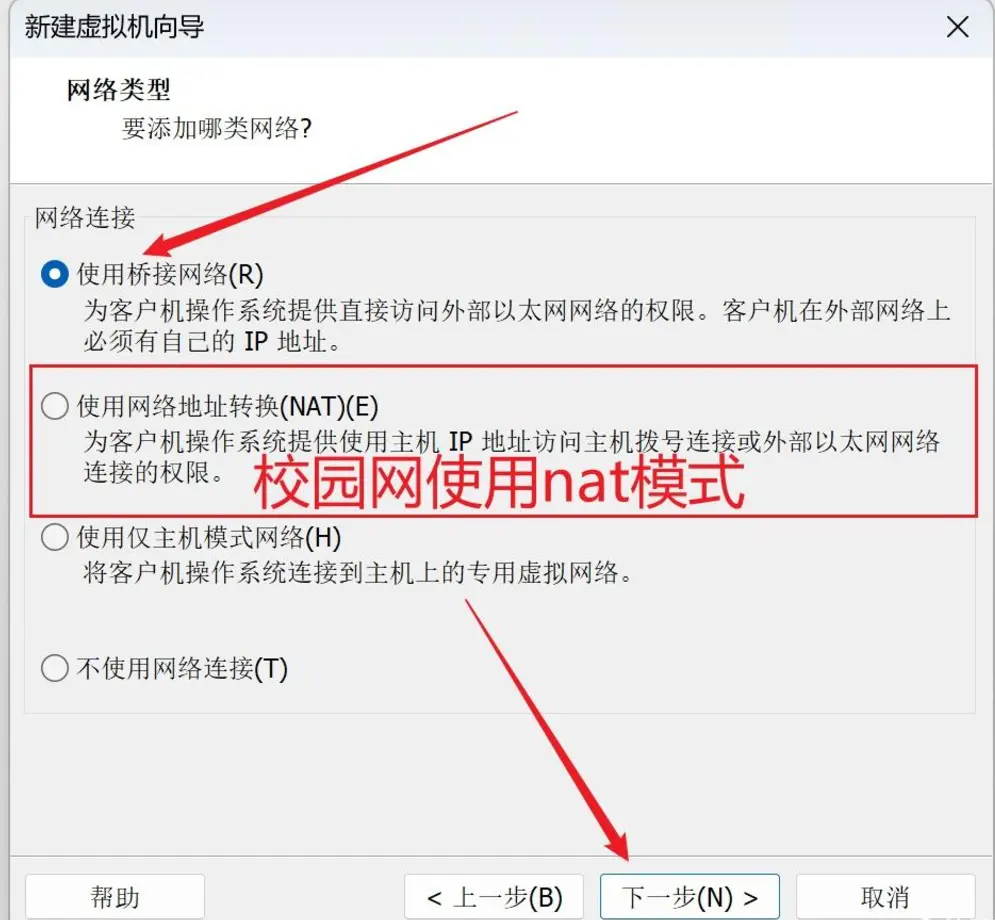 新建虚拟机向导
网络类型
要添加哪类网络?
网络连接
使用桥接网络(R)
为客户机操作系统提供直接访问外部以太网网络的权限。客户机在外部网络上
必须有自己的 IP 地址。
使用网络地址转换(NAT)(E)
为客户机操作系统提供使用主机 IP 地址访问主机拨号连接或外部以太网网络
连接的权限。
校园网使用nat模式
使用仅主机模式网络(H)
将客户机操作系统连接到主机上的专用虚拟网络。
不使用网络连接(T)
帮助
< 上一步(B)
下一步(N) >
取消